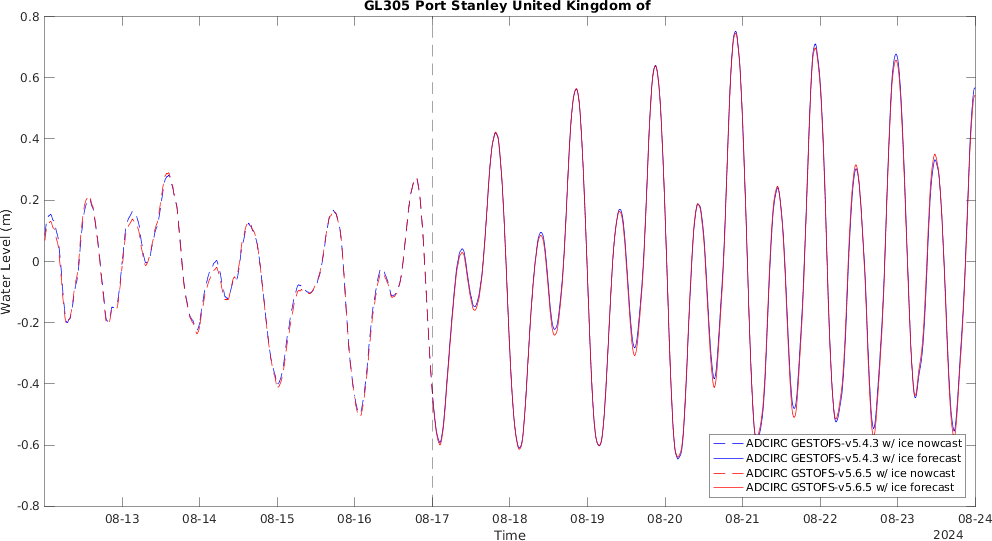 GL305 Port Stanley United Kingdom of
0.8
0.6
0.4
0.2
0
-0.2
-0.4
-0.6
-0.8
Water Level (m)
ADCIRC GESTOFS-v5.4.3 w/ ice nowcast
ADCIRC GESTOFS-v5.4.3 w/ ice forecast
ADCIRC GSTOFS-v5.6.5 w/ ice nowcast
ADCIRC GSTOFS-v5.6.5 w/ ice forecast
08-13 08-14 08-15 08-16 08-17 08-18 08-19 08-20 08-21 08-22 08-23 08-24
Time
2024